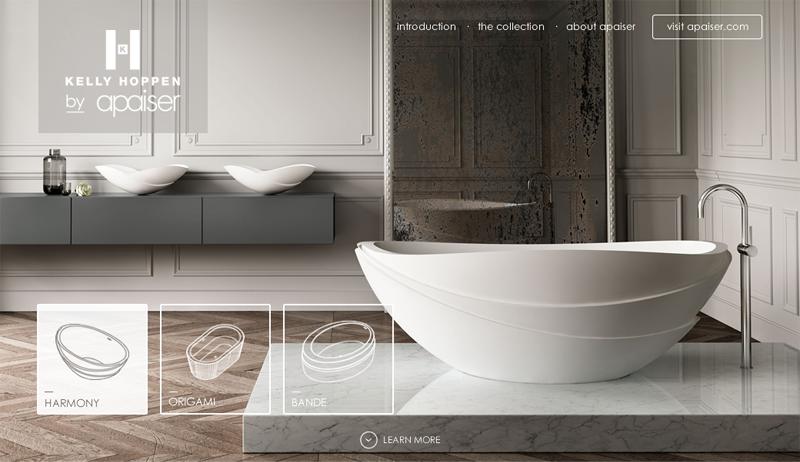 introduction · the collection · about apaiser
visit apaiser.com
H
K
KELLY HOPPEN
by apaiser
HARMONY
ORIGAMI
BANDE
LEARN MORE